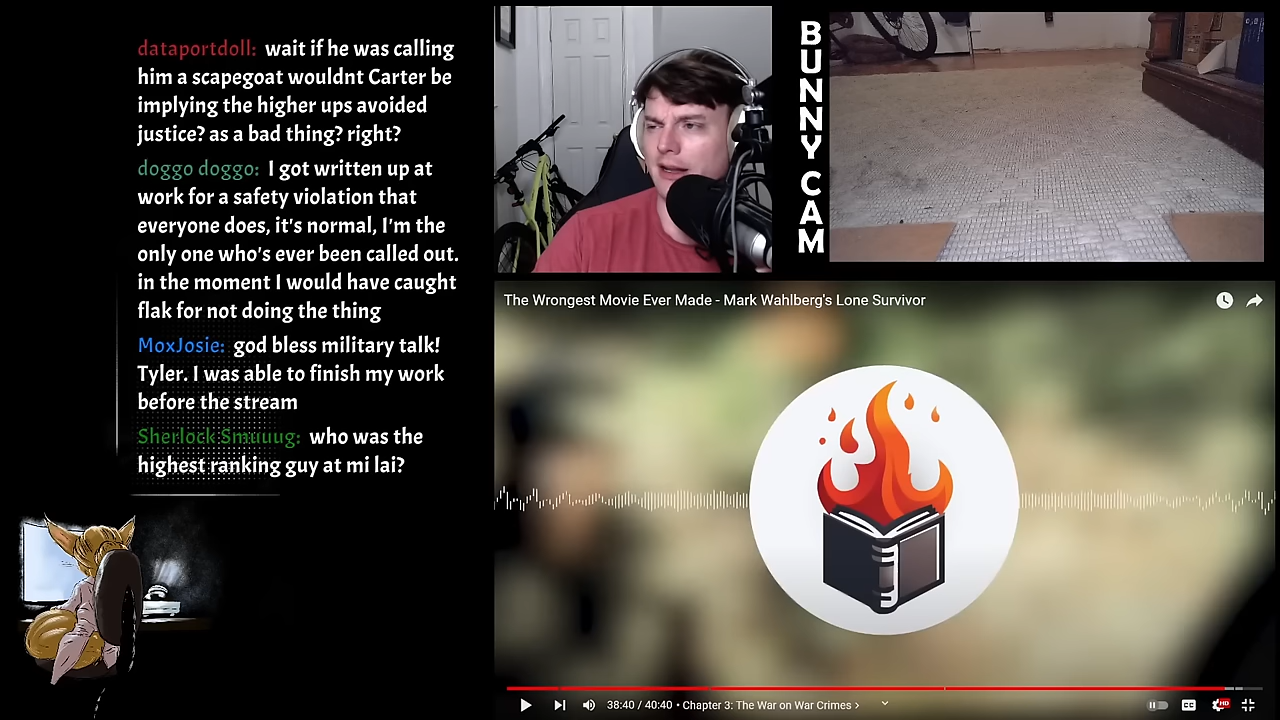 dataportdoll: wait if he was calling
him a scapegoat wouldnt Carter be
implying the higher ups avoided
justice? as a bad thing? right?
doggo doggo: I got written up at
work for a safety violation that
everyone does, it's normal, I'm the
only one who's ever been called out.
in the moment I would have caught
flak for not doing the thing
MoxJosie: god bless military talk!
Tyler. I was able to finish my work
before the stream
Sherlock Smuuug: who was the
highest ranking guy at mi lai?
BUNNY CAM
The Wrongest Movie Ever Made - Mark Wahlberg's Lone Survivor
38:40 / 40:40 • Chapter 3: The War on War Crimes ›
CC
HD